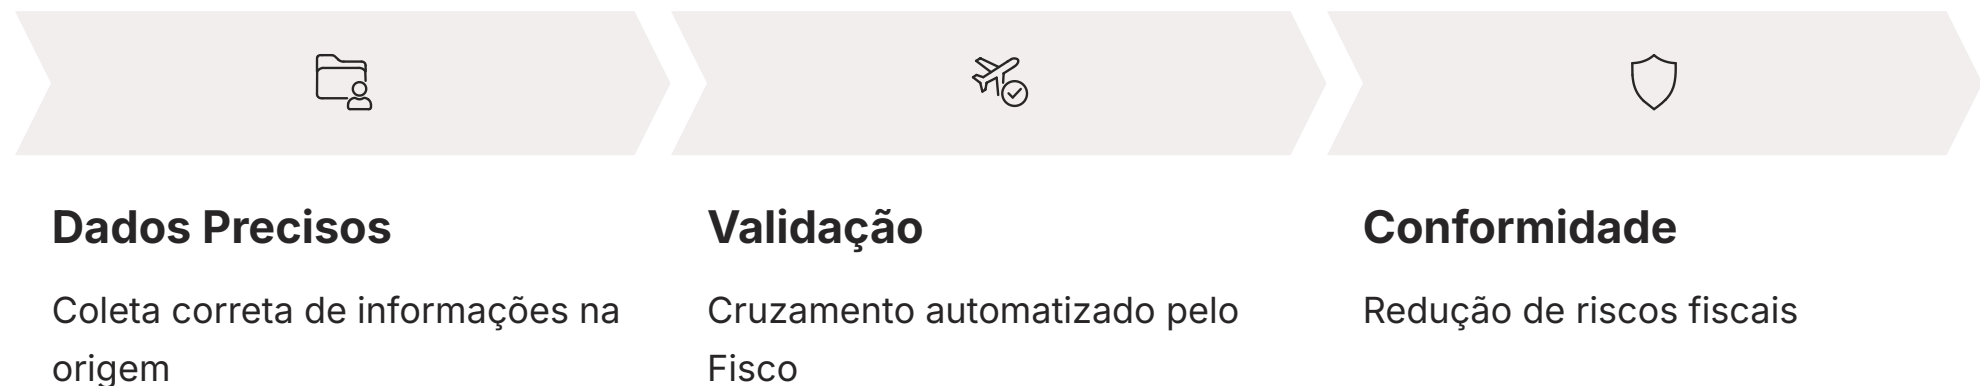 Dados Precisos
Coleta correta de informações na
origem
Validação
Cruzamento automatizado pelo
Fisco
Conformidade
Redução de riscos fiscais